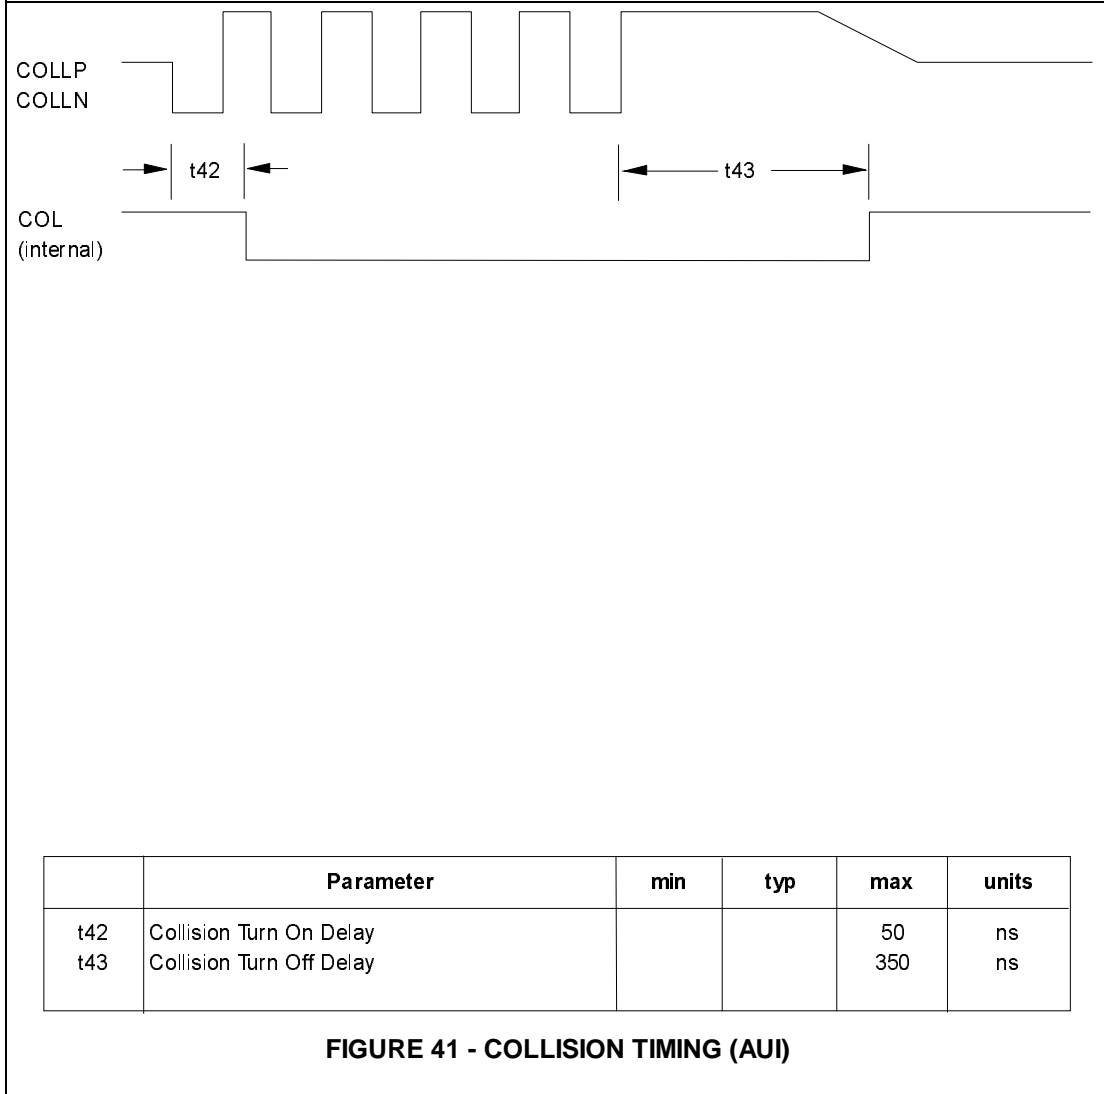 COLLP
COLLN
t42
t43
COL
(internal)
Parameter min typ max units
t42 Collision Turn On Delay 50 ns
t43 Collision Turn Off Delay 350 ns
FIGURE 41 - COLLISION TIMING (AUI)